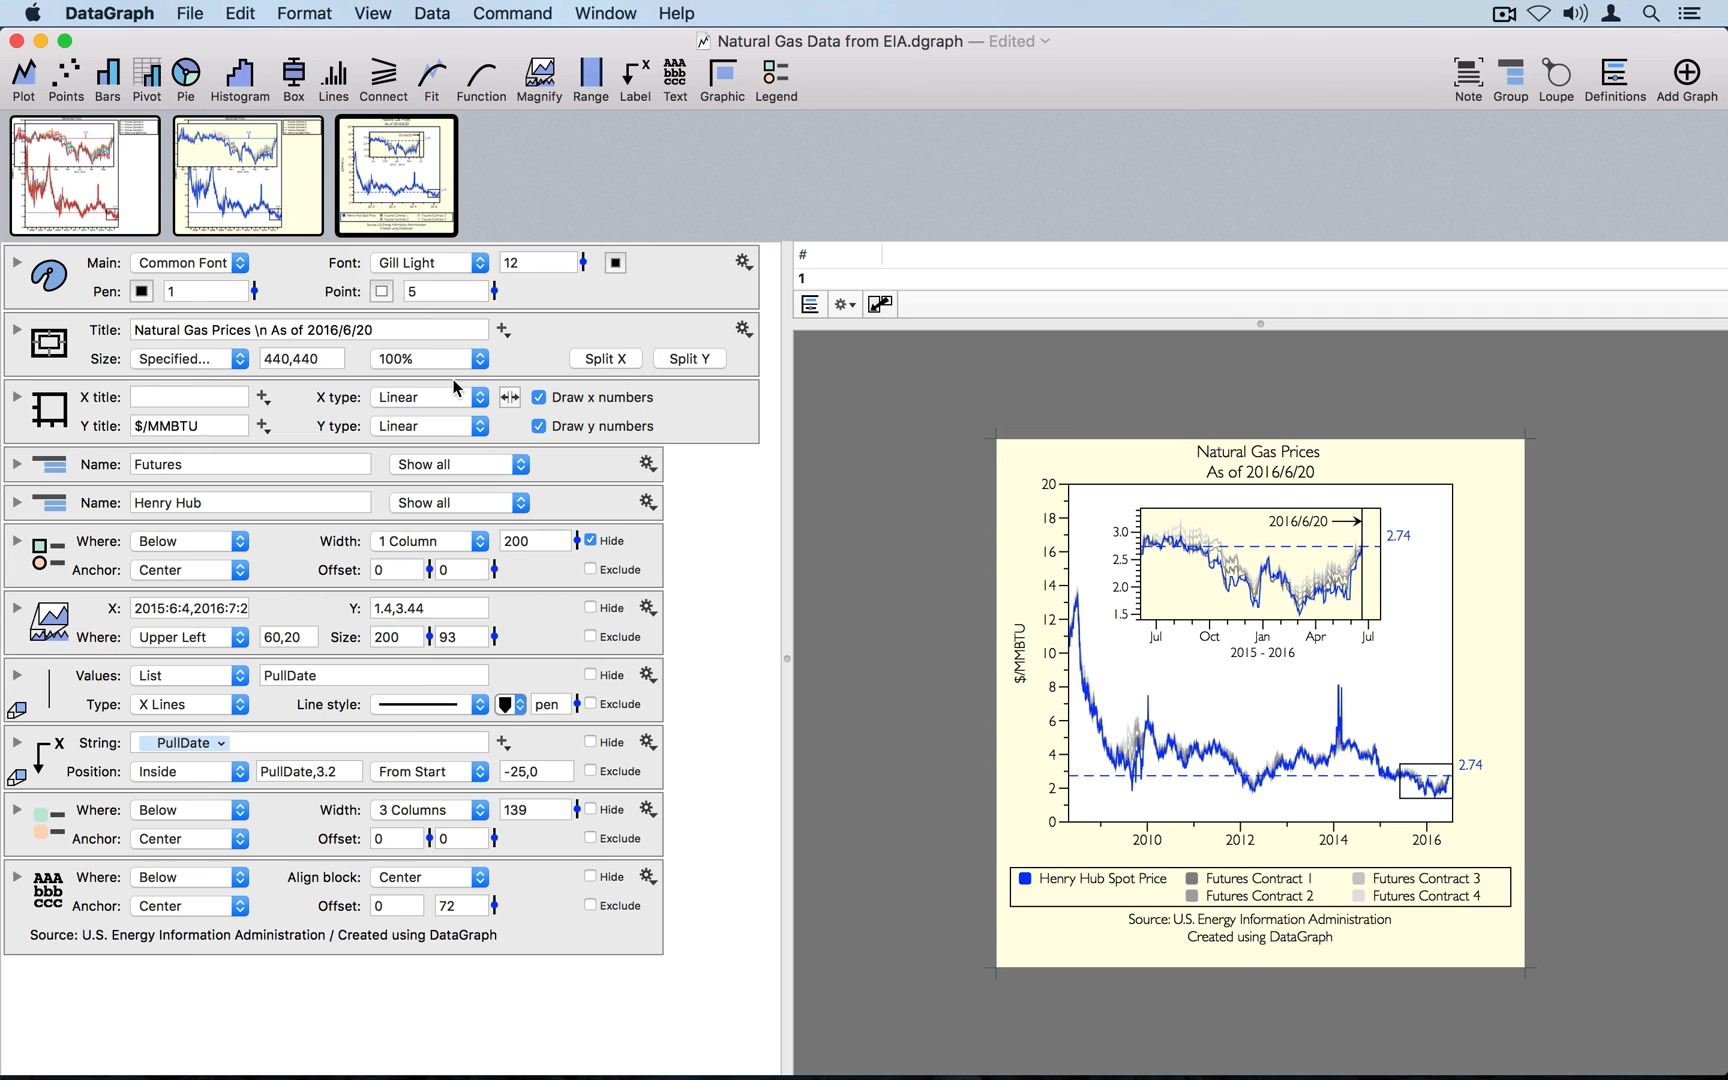 DataGraph File Edit Format View Data Command Window Help
Natural Gas Data from EIA.dgraph — Edited
Plot Points Bars Pivot Pie Histogram Box Lines Connect Fit Function Magnify Range Label Text Graphic Legend Note Group Loupe Definitions Add Graph
Main: Common Font Font: Gill Light 12
Pen: 1 Point: 5
Title: Natural Gas Prices \n As of 2016/6/20
Size: Specified... 440,440 100% Split X Split Y
X title: X type: Linear Draw x numbers
Y title: $/MMBTU Y type: Linear Draw y numbers
Name: Futures Show all
Name: Henry Hub Show all
Where: Below Width: 1 Column 200 Hide
Anchor: Center Offset: 0 0 Exclude
X: 2015:6:4,2016:7:2 Y: 1.4,3.44 Hide
Where: Upper Left 60,20 Size: 200 93 Exclude
Values: List PullDate Hide
Type: X Lines Line style: pen Exclude
X String: PullDate Hide
Position: Inside PullDate,3.2 From Start -25,0 Exclude
Where: Below Width: 3 Columns 139 Hide
Anchor: Center Offset: 0 0 Exclude
AAA bbb ccc Where: Below Align block: Center Hide
Anchor: Center Offset: 0 72 Exclude
Source: U.S. Energy Information Administration / Created using DataGraph
#
1
Natural Gas Prices
As of 2016/6/20
20
18
16
14
12
10
8
6
4
2
0
$/MMBTU
2016/6/20
2.74
3.0
2.5
2.0
1.5
Jul Oct Jan Apr Jul
2015 - 2016
2.74
2010 2012 2014 2016
Henry Hub Spot Price Futures Contract 1 Futures Contract 3
Futures Contract 2 Futures Contract 4
Source: U.S. Energy Information Administration
Created using DataGraph